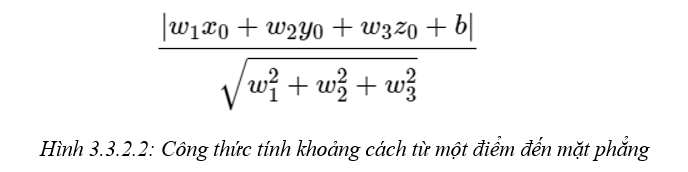 |w₁x₀ + w₂y₀ + w₃z₀ + b|
√(w₁² + w₂² + w₃²)
Hình 3.3.2.2: Công thức tính khoảng cách từ một điểm đến mặt phẳng